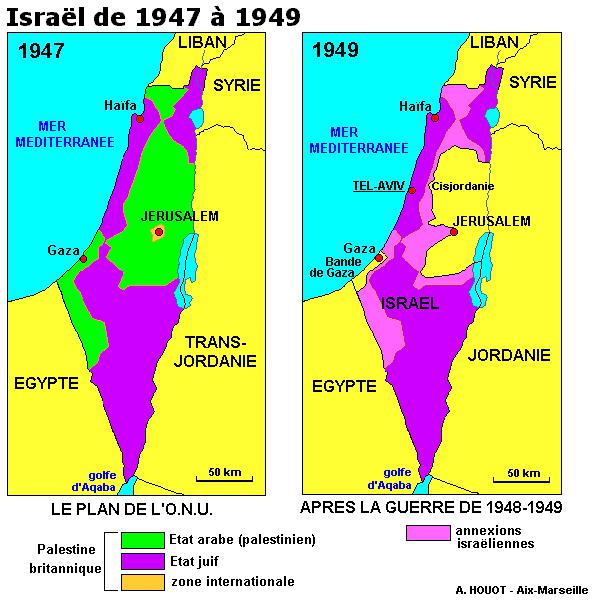 Israël de 1947 à 1949
1947
LIBAN
SYRIE
Haïfa
MER
MEDITERRANEE
JERUSALEM
Gaza
TRANS-
JORDANIE
EGYPTE
golfe
d'Aqaba
50 km
LE PLAN DE L'O.N.U.
1949
LIBAN
SYRIE
Haïfa
MER
MEDITERRANEE
TEL-AVIV
Cisjordanie
JERUSALEM
Gaza
Bande
de Gaza
ISRAEL
JORDANIE
EGYPTE
golfe
d'Aqaba
50 km
APRES LA GUERRE DE 1948-1949
Palestine
britannique
Etat arabe (palestinien)
Etat juif
zone internationale
annexions
israëliennes
A. HOUOT - Aix-Marseille